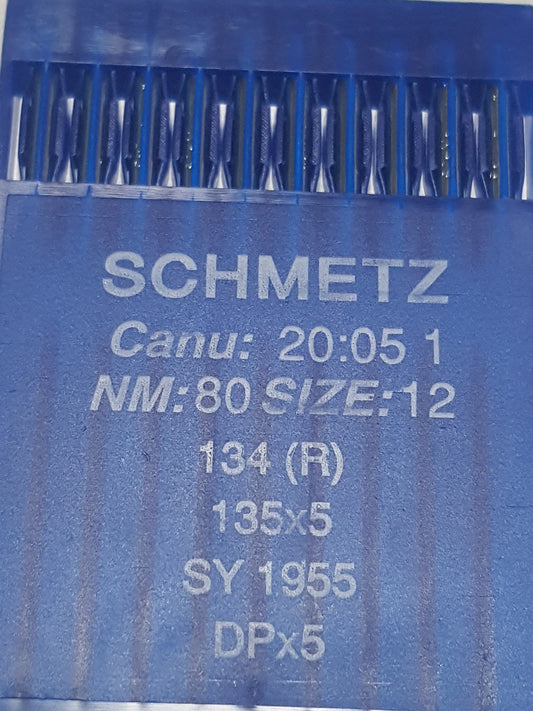 SCHMETZ
Canu: 20:05 1
NM:80 SIZE:12
134 (R)
135x5
SY 1955
DPx5